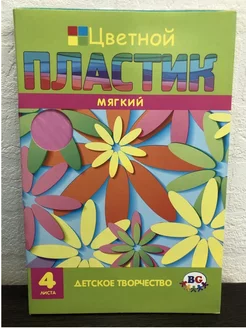 Цветной
ПЛАСТИК
МЯГКИЙ
4
ЛИСТА
ДЕТСКОЕ ТВОРЧЕСТВО
BG